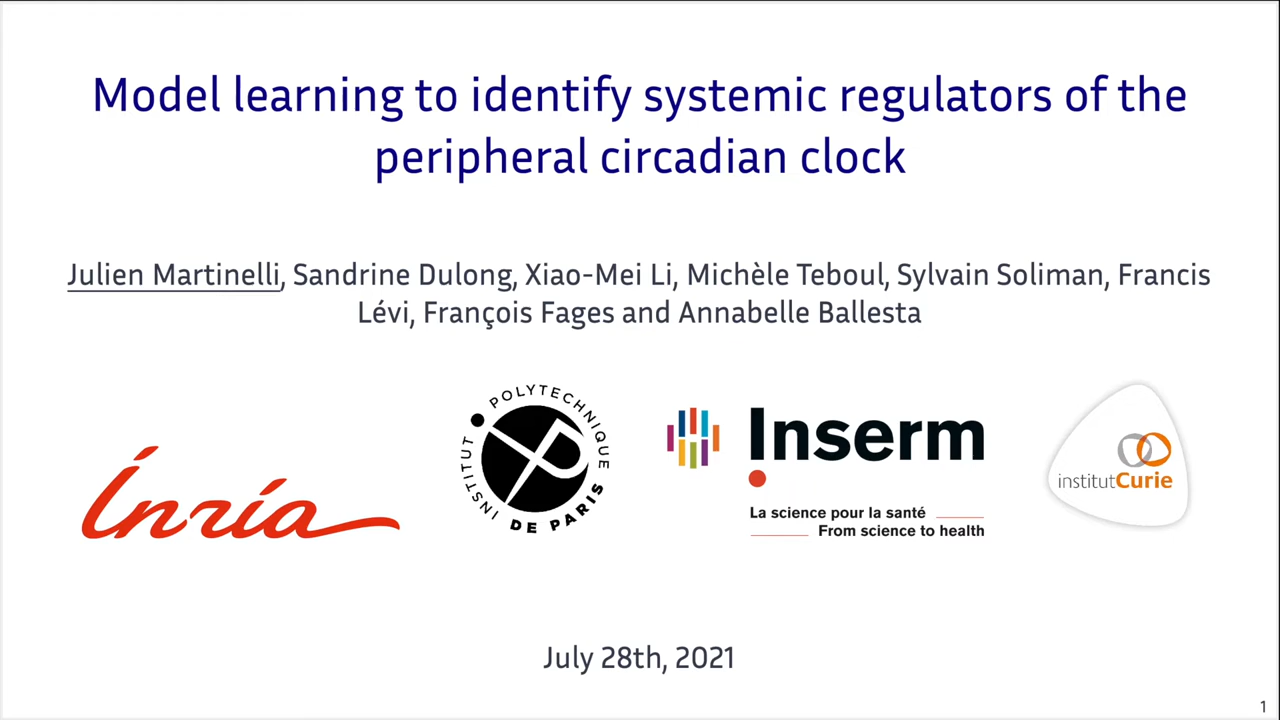 Model learning to identify systemic regulators of the
peripheral circadian clock
Julien Martinelli, Sandrine Dulong, Xiao-Mei Li, Michèle Teboul, Sylvain Soliman, Francis
Lévi, François Fages and Annabelle Ballesta
Inría
INSTITUT POLYTECHNIQUE DE PARIS
Inserm
La science pour la santé
From science to health
institutCurie
July 28th, 2021
1